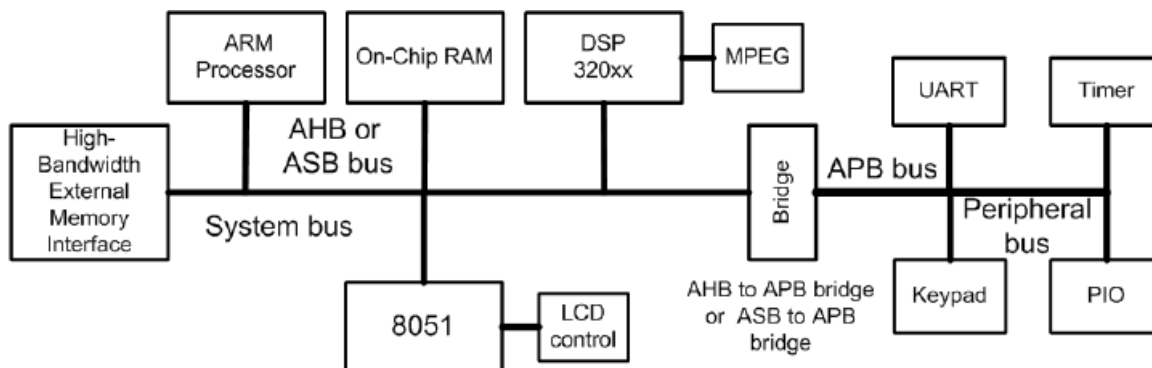 ARM
Processor
On-Chip RAM
DSP
320xx
MPEG
UART
Timer
High-
Bandwidth
External
Memory
Interface
AHB or
ASB bus
System bus
Bridge
APB bus
Peripheral
bus
8051
LCD
control
AHB to APB bridge
or ASB to APB
bridge
Keypad
PIO